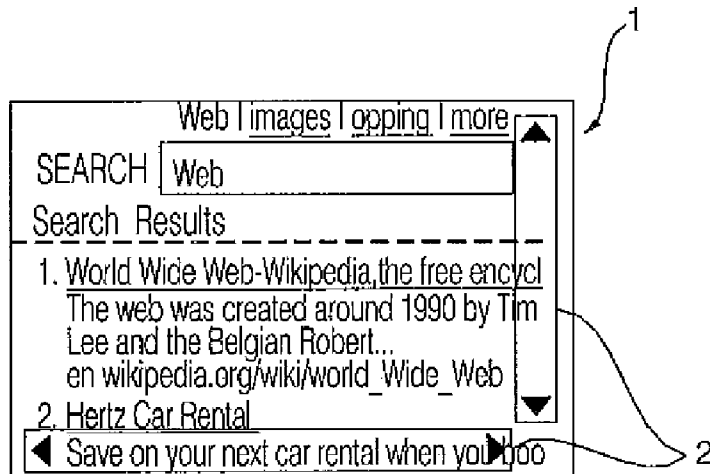 1
Web | images | opping | more
SEARCH Web
Search Results
1. World Wide Web-Wikipedia,the free encycl
The web was created around 1990 by Tim
Lee and the Belgian Robert...
en wikipedia.org/wiki/world_Wide_Web
2. Hertz Car Rental
Save on your next car rental when you boo
2